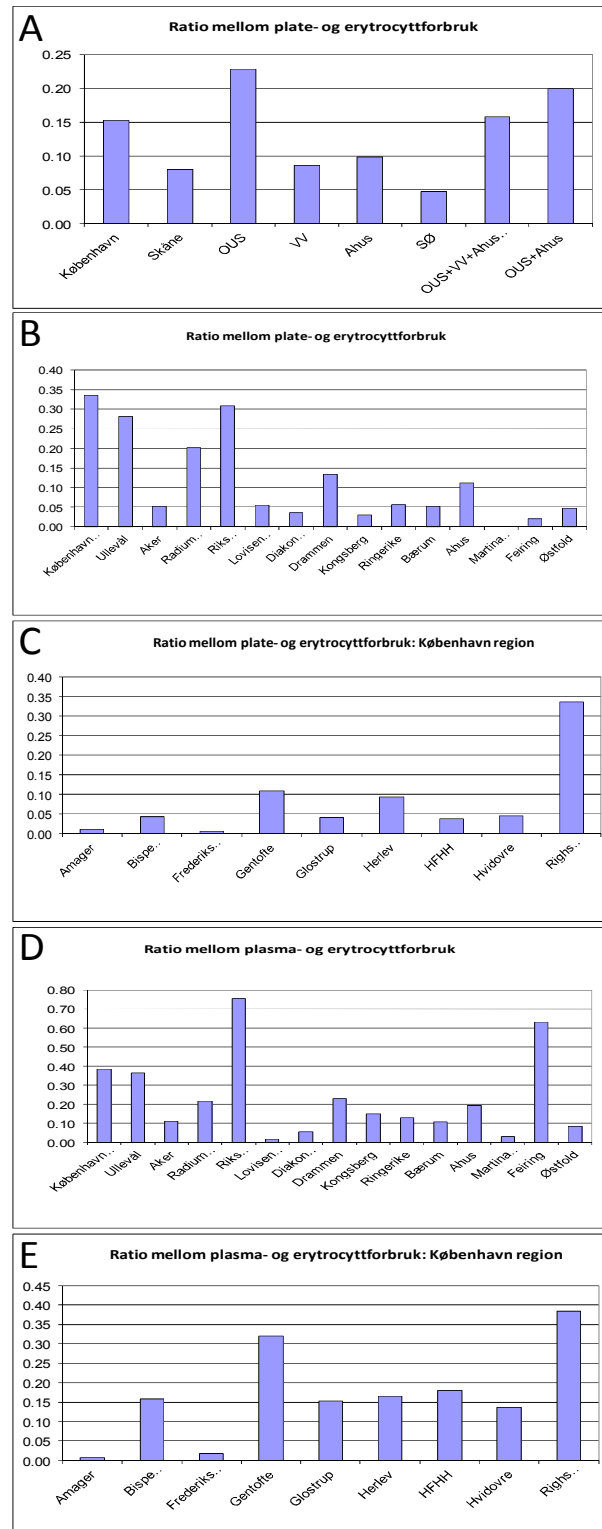 A
Ratio mellom plate- og erytrocyttforbruk
0.25
0.20
0.15
0.10
0.05
0.00
København
Skåne
OUS
VV
Ahus
SØ
OUS+VV+Ahus...
OUS+Ahus
B
Ratio mellom plate- og erytrocyttforbruk
0.40
0.35
0.30
0.25
0.20
0.15
0.10
0.05
0.00
København...
Ullevål
Aker
Radium...
Riks...
Lovisen...
Diakon...
Drammen
Kongsberg
Ringerike
Bærum
Ahus
Martina...
Feiring
Østfold
C
Ratio mellom plate- og erytrocyttforbruk: København region
0.40
0.35
0.30
0.25
0.20
0.15
0.10
0.05
0.00
Amager
Bispe...
Frederiks...
Gentofte
Glostrup
Herlev
HFHH
Hvidovre
Righs...
D
Ratio mellom plasma- og erytrocyttforbruk
0.80
0.70
0.60
0.50
0.40
0.30
0.20
0.10
0.00
København...
Ullevål
Aker
Radium...
Riks...
Lovisen...
Diakon...
Drammen
Kongsberg
Ringerike
Bærum
Ahus
Martina...
Feiring
Østfold
E
Ratio mellom plasma- og erytrocyttforbruk: København region
0.45
0.40
0.35
0.30
0.25
0.20
0.15
0.10
0.05
0.00
Amager
Bispe...
Frederiks...
Gentofte
Glostrup
Herlev
HFHH
Hvidovre
Righs...